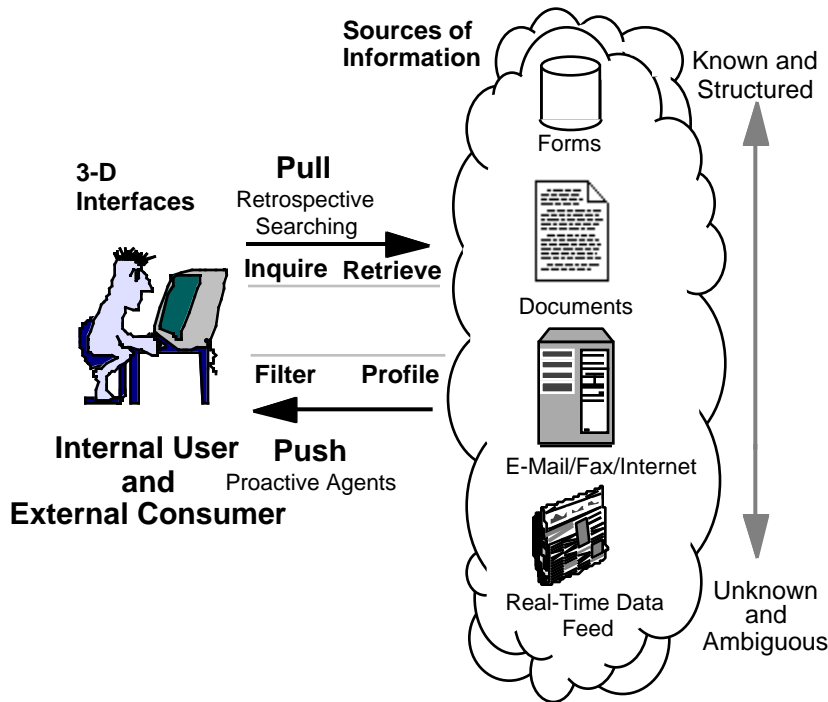 Sources of
Information
Known and
Structured
Forms
3-D
Interfaces
Pull
Retrospective
Searching
Inquire Retrieve
Documents
Filter Profile
Push
Proactive Agents
Internal User
and
External Consumer
E-Mail/Fax/Internet
Real-Time Data
Feed
Unknown
and
Ambiguous